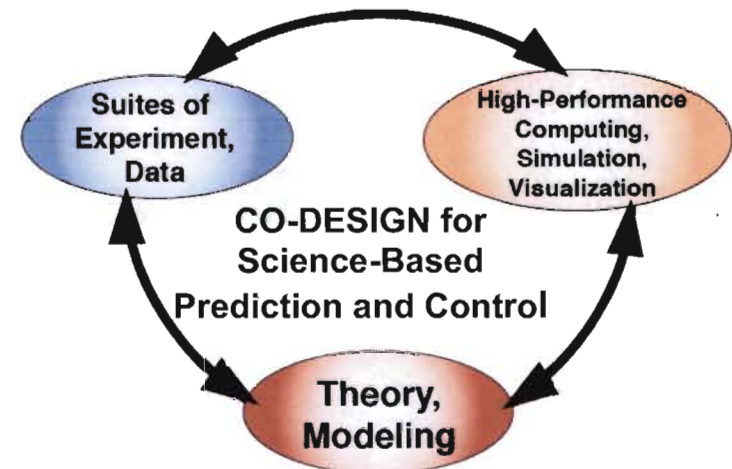 Suites of
Experiment,
Data
High-Performance
Computing,
Simulation,
Visualization
CO-DESIGN for
Science-Based
Prediction and Control
Theory,
Modeling